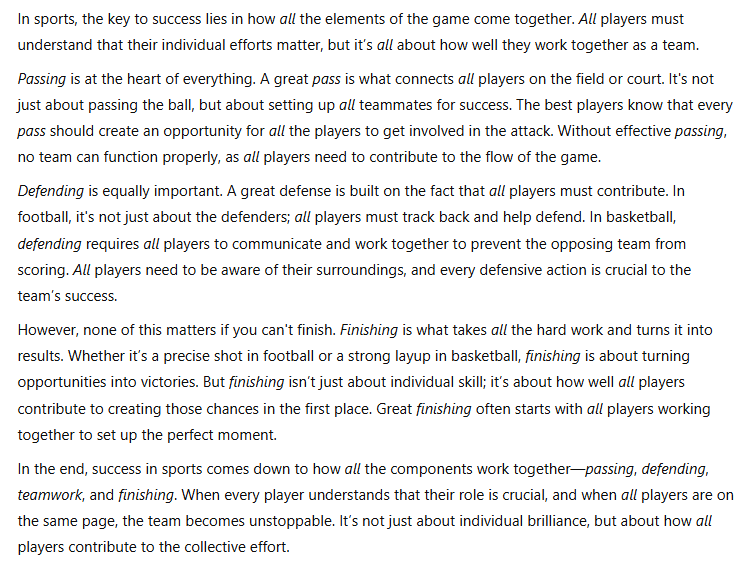 In sports, the key to success lies in how all the elements of the game come together. All players must
understand that their individual efforts matter, but it's all about how well they work together as a team.
Passing is at the heart of everything. A great pass is what connects all players on the field or court. It's not
just about passing the ball, but about setting up all teammates for success. The best players know that every
pass should create an opportunity for all the players to get involved in the attack. Without effective passing,
no team can function properly, as all players need to contribute to the flow of the game.
Defending is equally important. A great defense is built on the fact that all players must contribute. In
football, it's not just about the defenders; all players must track back and help defend. In basketball,
defending requires all players to communicate and work together to prevent the opposing team from
scoring. All players need to be aware of their surroundings, and every defensive action is crucial to the
team's success.
However, none of this matters if you can't finish. Finishing is what takes all the hard work and turns it into
results. Whether it's a precise shot in football or a strong layup in basketball, finishing is about turning
opportunities into victories. But finishing isn't just about individual skill; it's about how well all players
contribute to creating those chances in the first place. Great finishing often starts with all players working
together to set up the perfect moment.
In the end, success in sports comes down to how all the components work together—passing, defending,
teamwork, and finishing. When every player understands that their role is crucial, and when all players are on
the same page, the team becomes unstoppable. It's not just about individual brilliance, but about how all
players contribute to the collective effort.